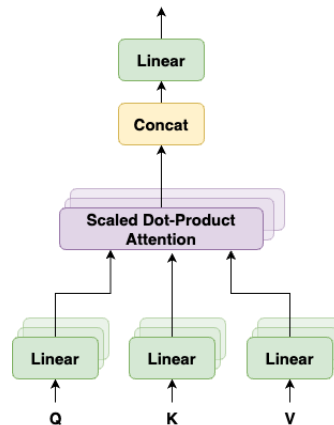 Linear
Concat
Scaled Dot-Product
Attention
Linear
Linear
Linear
Q
K
V